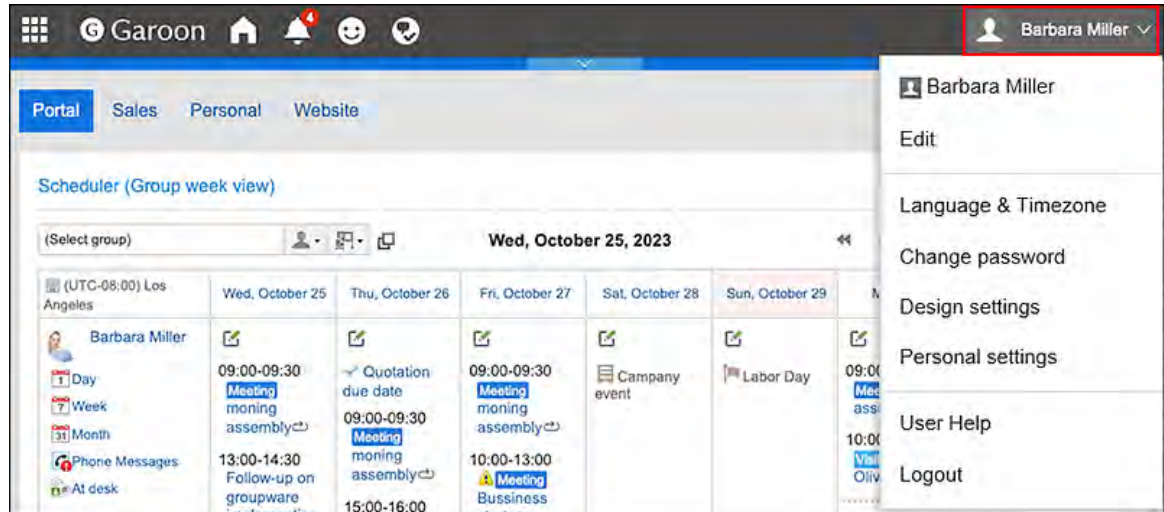 Garoon 4 Barbara Miller
Portal Sales Personal Website
Scheduler (Group week view)
(Select group) Wed, October 25, 2023
(UTC-08:00) Los Angeles
Wed, October 25 Thu, October 26 Fri, October 27 Sat, October 28 Sun, October 29
Barbara Miller
Day
Week
Month
Phone Messages
At desk
09:00-09:30
Meeting
moning
assembly
13:00-14:30
Follow-up on
groupware
Quotation
due date
09:00-09:30
Meeting
moning
assembly
15:00-16:00
09:00-09:30
Meeting
moning
assembly
10:00-13:00
Meeting
Bussiness
Campany
event
Labor Day
Barbara Miller
Edit
Language & Timezone
Change password
Design settings
Personal settings
User Help
Logout